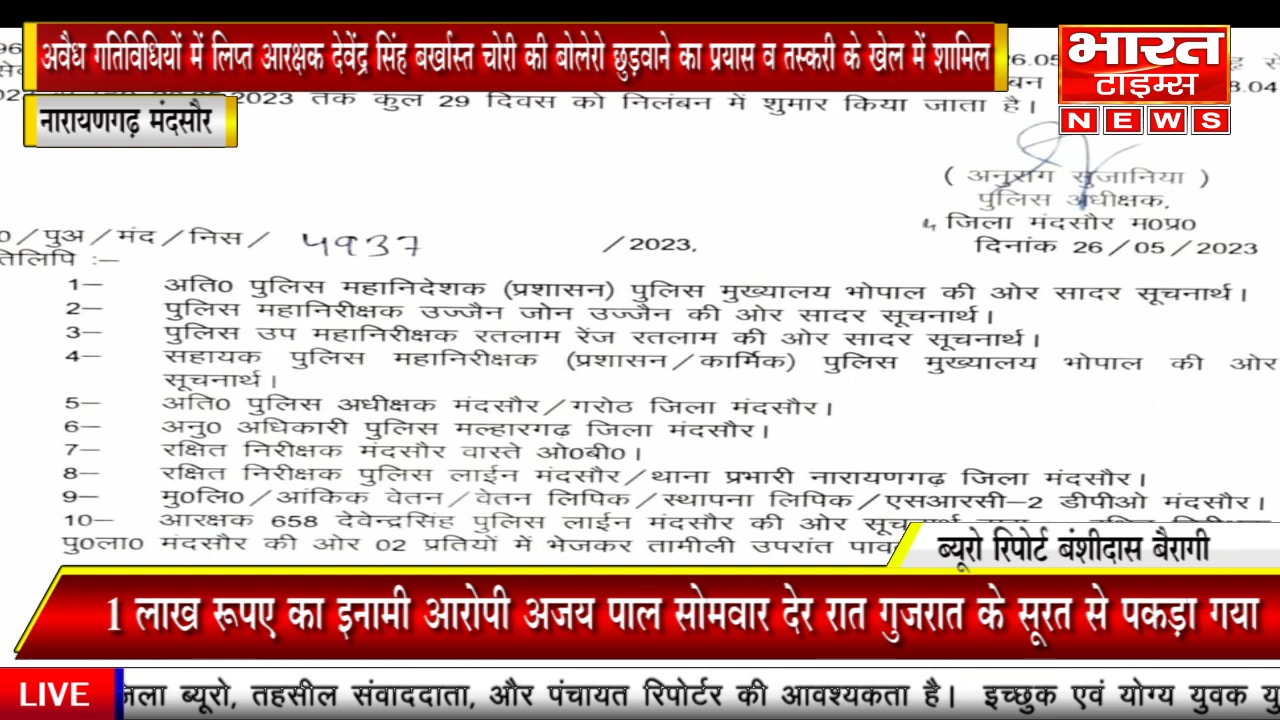 अवैध गतिविधियों में लिप्त आरक्षक देवेंद्र सिंह बर्खास्त चोरी की बोलेरो छुड़वाने का प्रयास व तस्करी के खेल में शामिल
भारत
टाइम्स
NEWS
नारायणगढ़ मंदसौर
2023 तक कुल 29 दिवस को निलंबन में शुमार किया जाता है।
( अनुराग सुजानिया )
पुलिस अधीक्षक,
जिला मंदसौर म0प्र0
/पुअ/मंद/निस/ 4937 /2023,
दिनांक 26/05/2023
1— अति0 पुलिस महानिदेशक (प्रशासन) पुलिस मुख्यालय भोपाल की ओर सादर सूचनार्थ।
2— पुलिस महानिरीक्षक उज्जैन जोन उज्जैन की ओर सादर सूचनार्थ।
3— पुलिस उप महानिरीक्षक रतलाम रेंज रतलाम की ओर सादर सूचनार्थ।
4— सहायक पुलिस महानिरीक्षक (प्रशासन/कार्मिक) पुलिस मुख्यालय भोपाल की ओर
सूचनार्थ।
5— अति0 पुलिस अधीक्षक मंदसौर/गरोठ जिला मंदसौर।
6— अनु0 अधिकारी पुलिस मल्हारगढ़ जिला मंदसौर।
7— रक्षित निरीक्षक मंदसौर वास्ते ओ0बी0।
8— रक्षित निरीक्षक पुलिस लाईन मंदसौर/थाना प्रभारी नारायणगढ़ जिला मंदसौर।
9— मु0लि0/आंकिक वेतन/वेतन लिपिक/स्थापना लिपिक/एसआरसी—2 डीपीओ मंदसौर।
10— आरक्षक 658 देवेन्द्रसिंह पुलिस लाईन मंदसौर की ओर
पु0ला0 मंदसौर की ओर 02 प्रतियों में भेजकर तामीली उपरांत
ब्यूरो रिपोर्ट बंशीदास बैरागी
1 लाख रूपए का इनामी आरोपी अजय पाल सोमवार देर रात गुजरात के सूरत से पकड़ा गया
LIVE
ब्यूरो, तहसील संवाददाता, और पंचायत रिपोर्टर की आवश्यकता है। इच्छुक एवं योग्य युवक